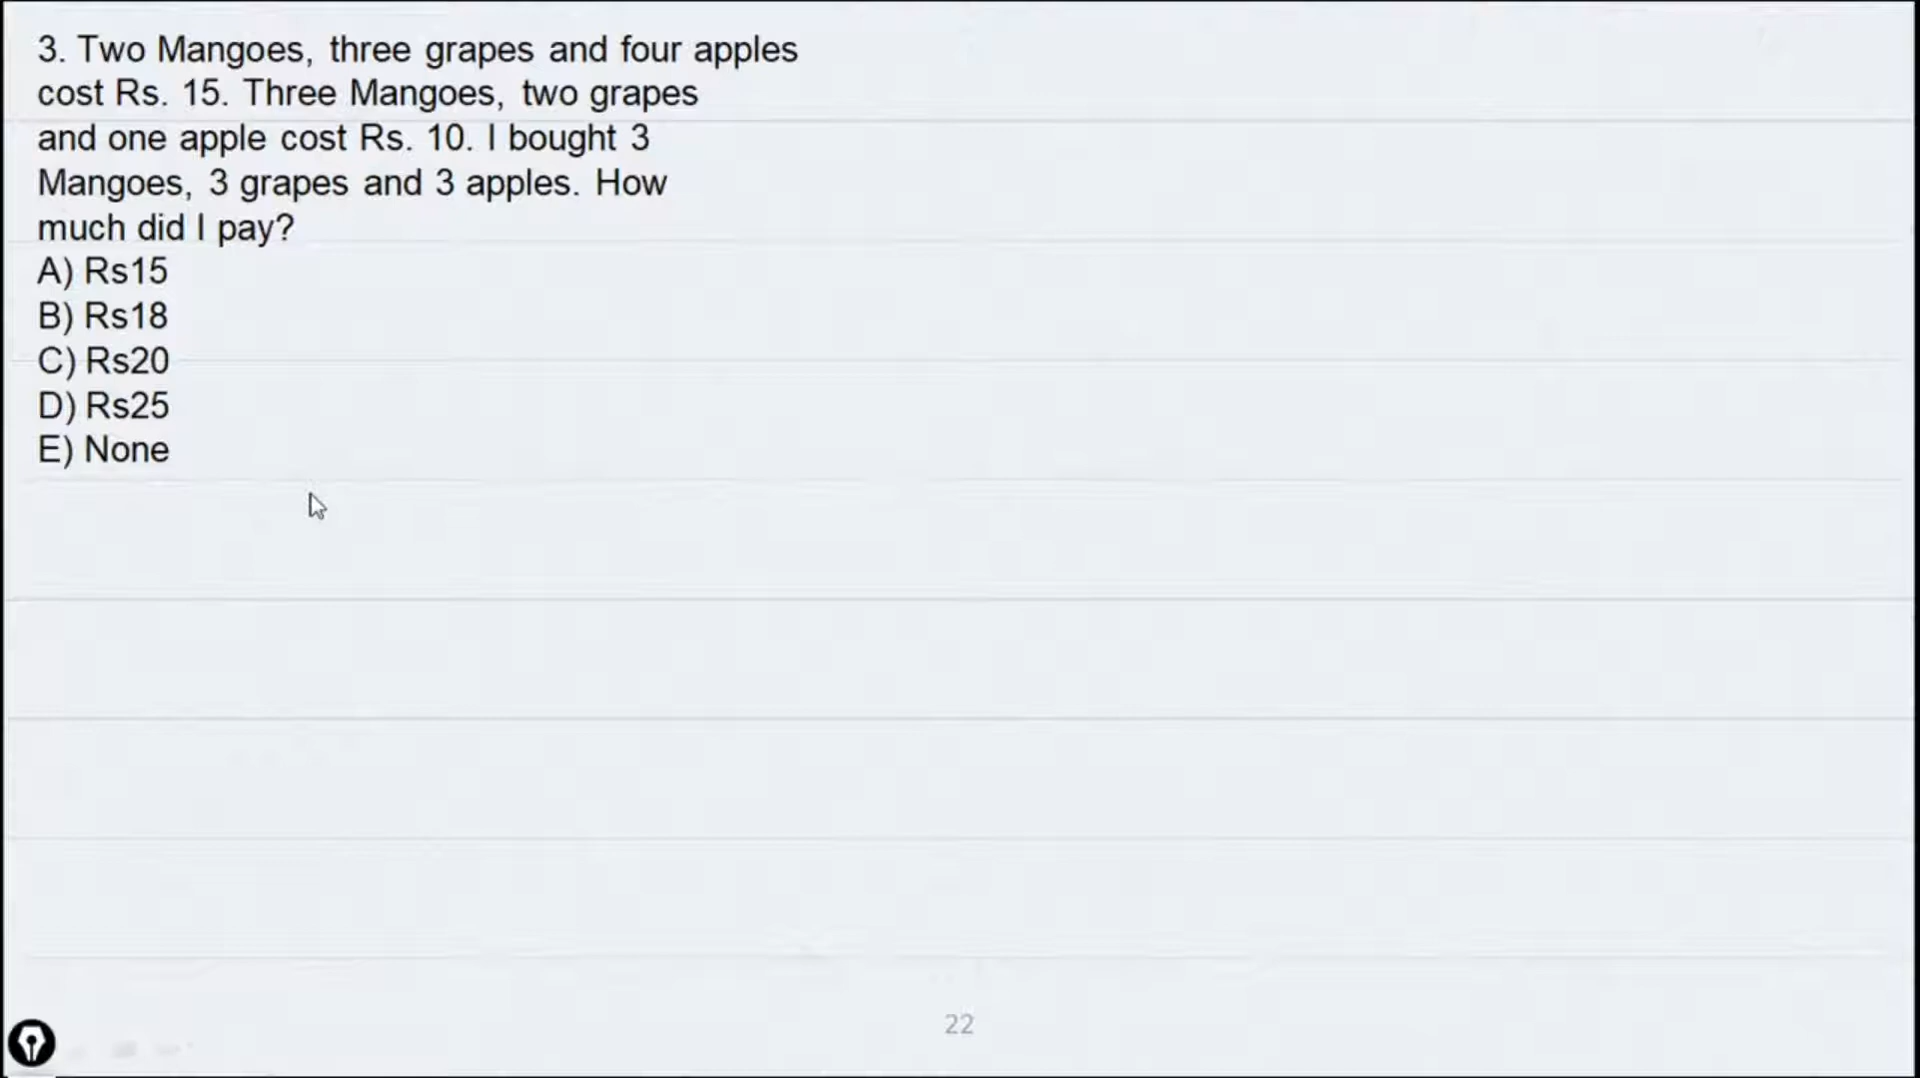 3. Two Mangoes, three grapes and four apples
cost Rs. 15. Three Mangoes, two grapes
and one apple cost Rs. 10. I bought 3
Mangoes, 3 grapes and 3 apples. How
much did I pay?
A) Rs15
B) Rs18
C) Rs20
D) Rs25
E) None
22